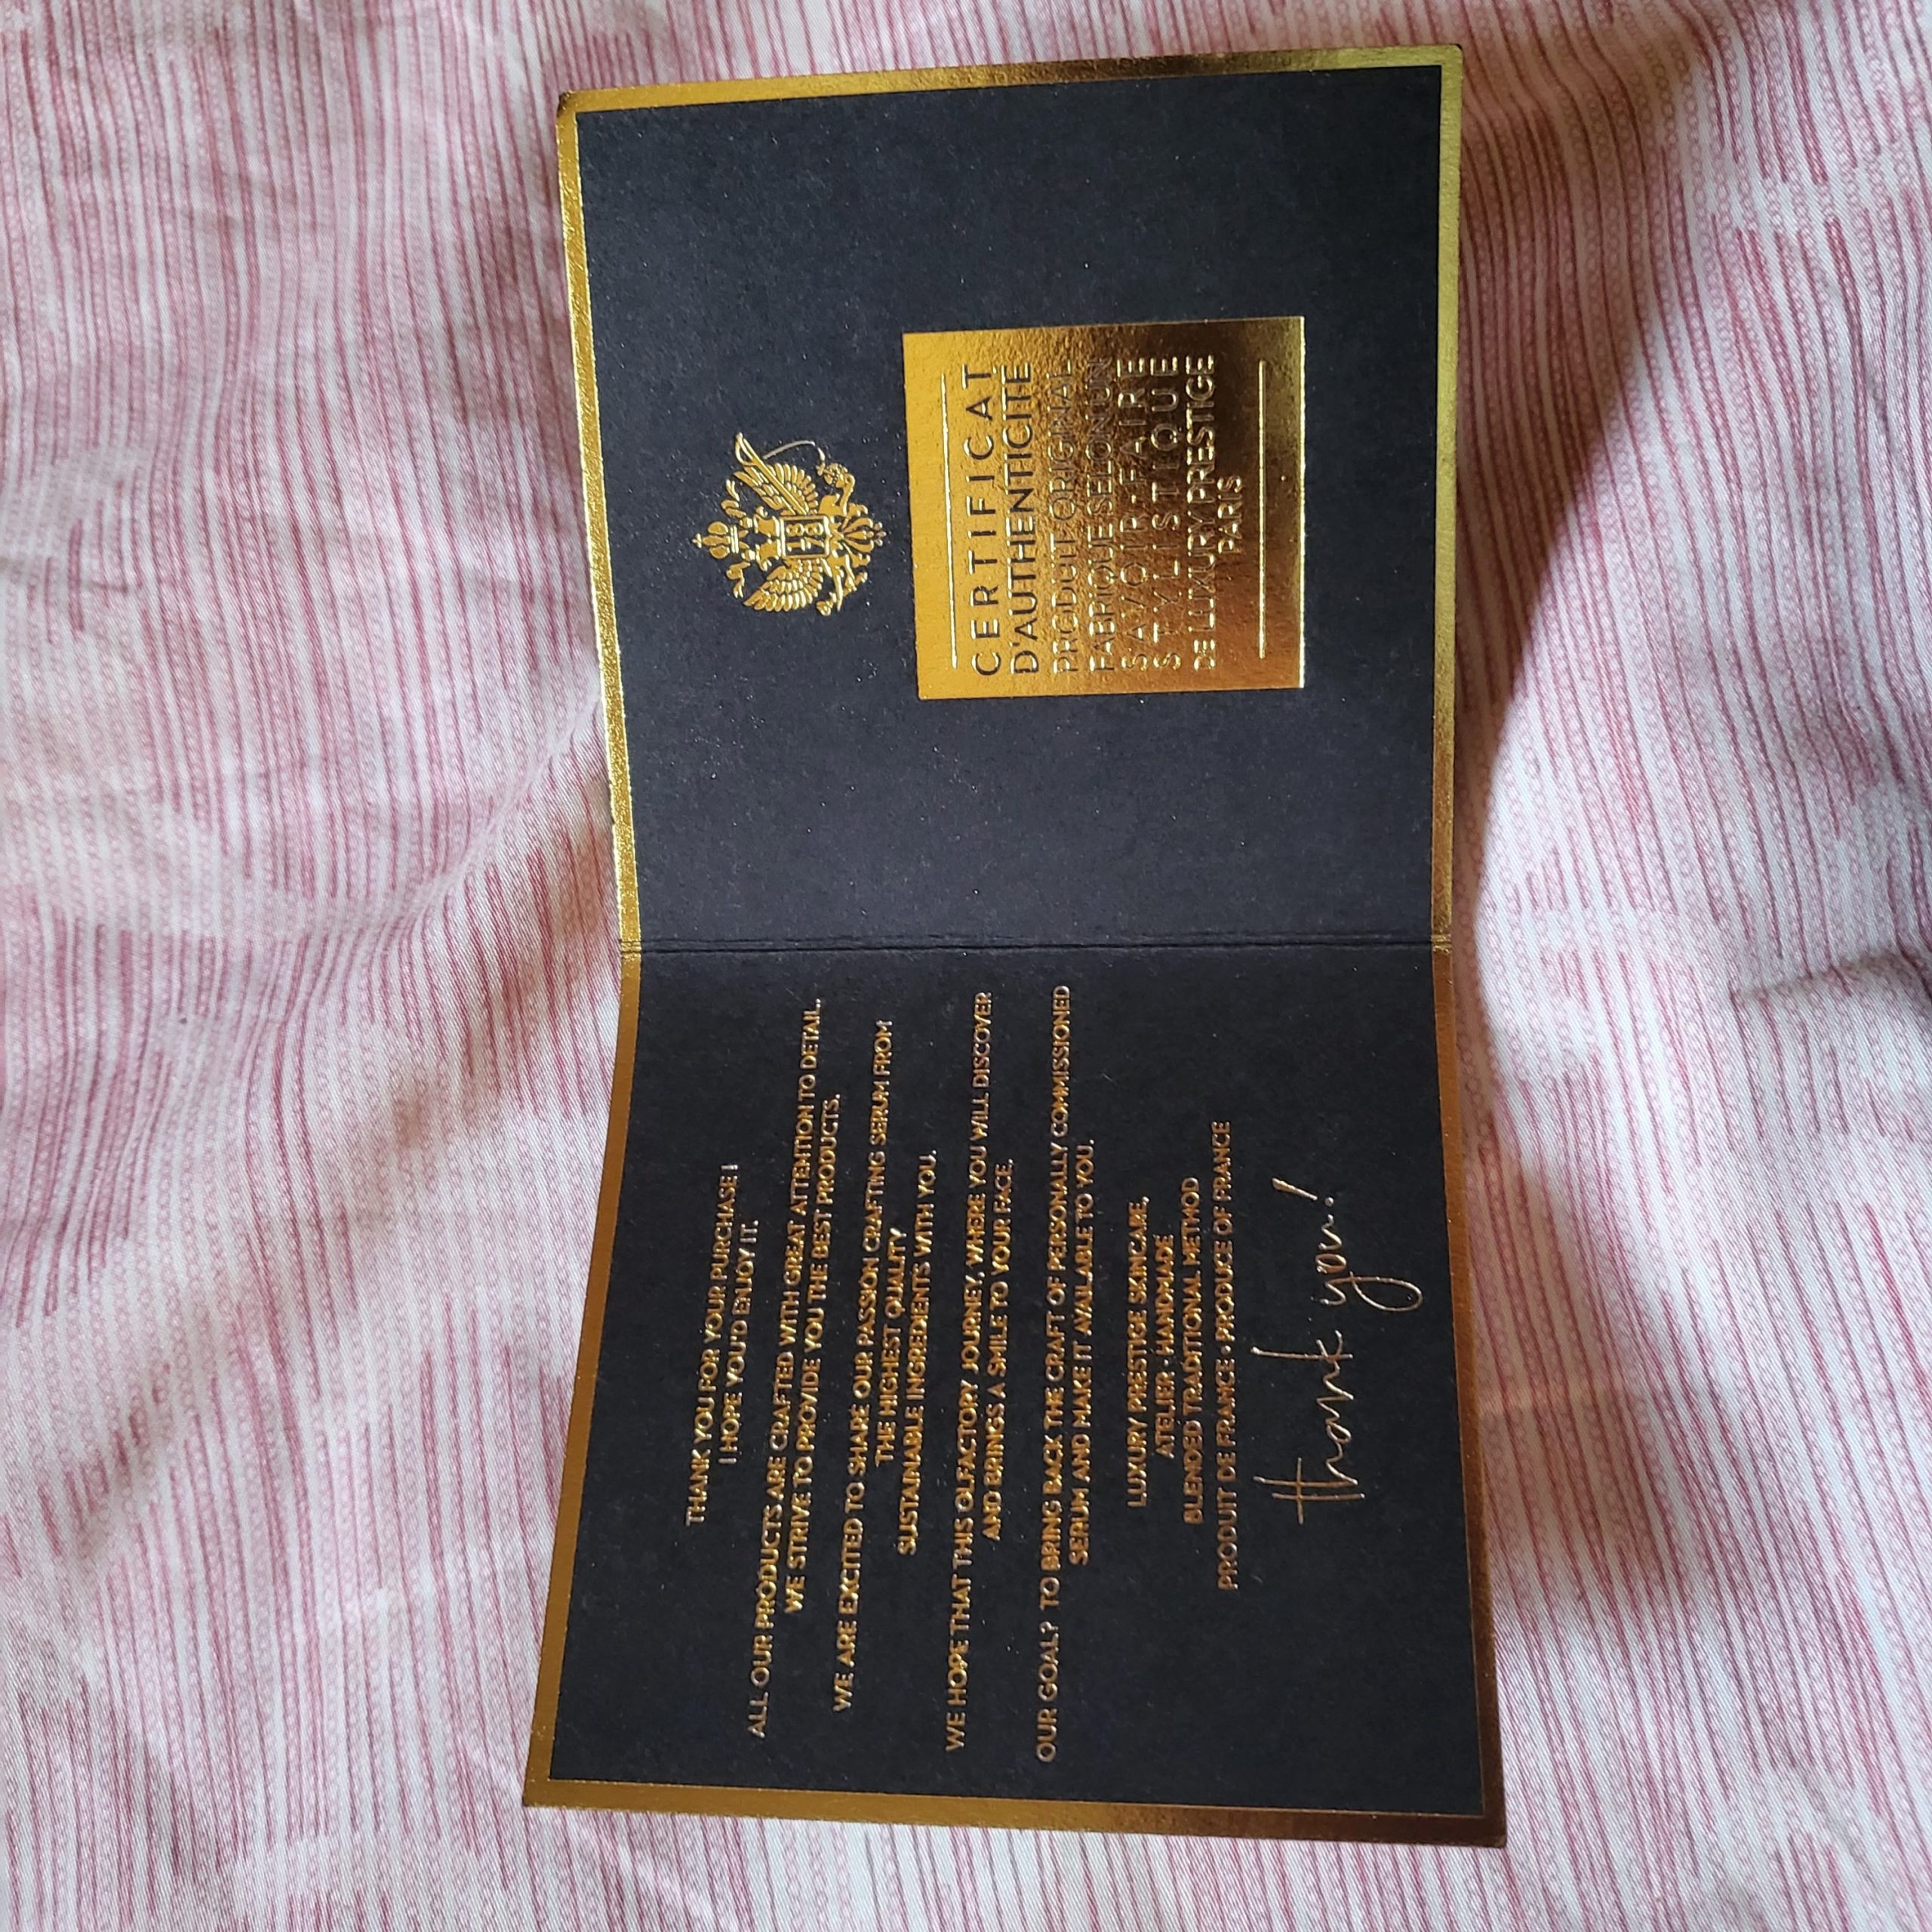 THANK YOU FOR YOUR PURCHASE !
I HOPE YOU'D ENJOY IT.
ALL OUR PRODUCTS ARE CRAFTED WITH GREAT ATTENTION TO DETAIL.
WE STRIVE TO PROVIDE YOU THE BEST PRODUCTS.
WE ARE EXCITED TO SHARE OUR PASSION CRAFTING SERUM FROM
THE HIGHEST QUALITY
SUSTAINABLE INGREDIENTS WITH YOU.
WE HOPE THAT THIS OLFACTORY JOURNEY, WHERE YOU WILL DISCOVER
AND BRINGS A SMILE TO YOUR FACE.
OUR GOAL? TO BRING BACK THE CRAFT OF PERSONALLY COMMISSIONED
SERUM AND MAKE IT AVAILABLE TO YOU.
LUXURY PRESTIGE SKINCARE,
ATELIER · HANDMADE
BLENDED TRADITIONAL METHOD
PRODUIT DE FRANCE · PRODUCE OF FRANCE
thank you!
CERTIFICAT
D'AUTHENTICITE
PRODUIT ORIGINAL
FABRIQUE SELON UN
SAVOIR-FAIRE
STYLISTIQUE
DE LUXURY PRESTIGE
PARIS